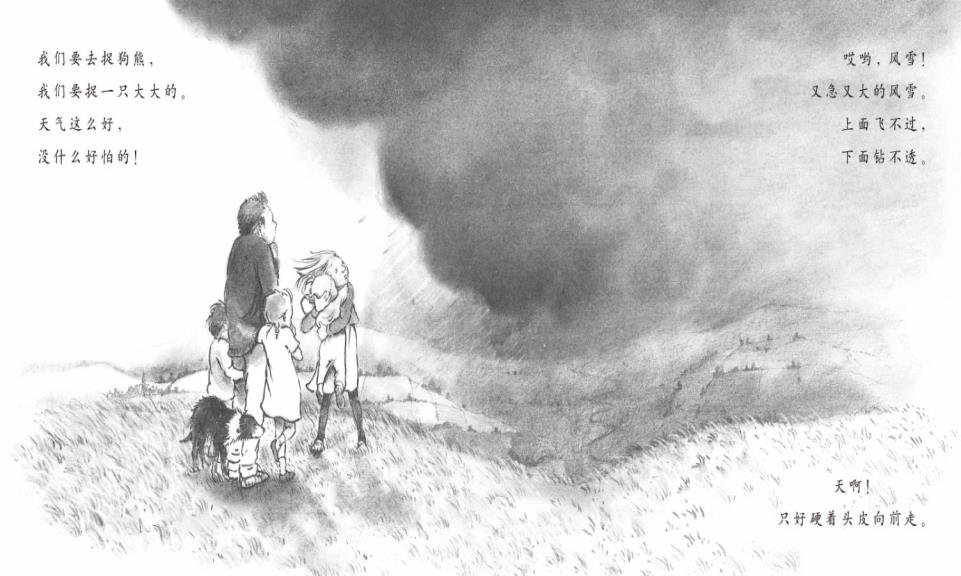 我们要去捉狗熊，
我们要捉一只大大的。
天气这么好，
没什么好怕的！
哎哟，风雪！
又急又大的风雪。
上面飞不过，
下面钻不透。
天啊！
只好硬着头皮向前走。